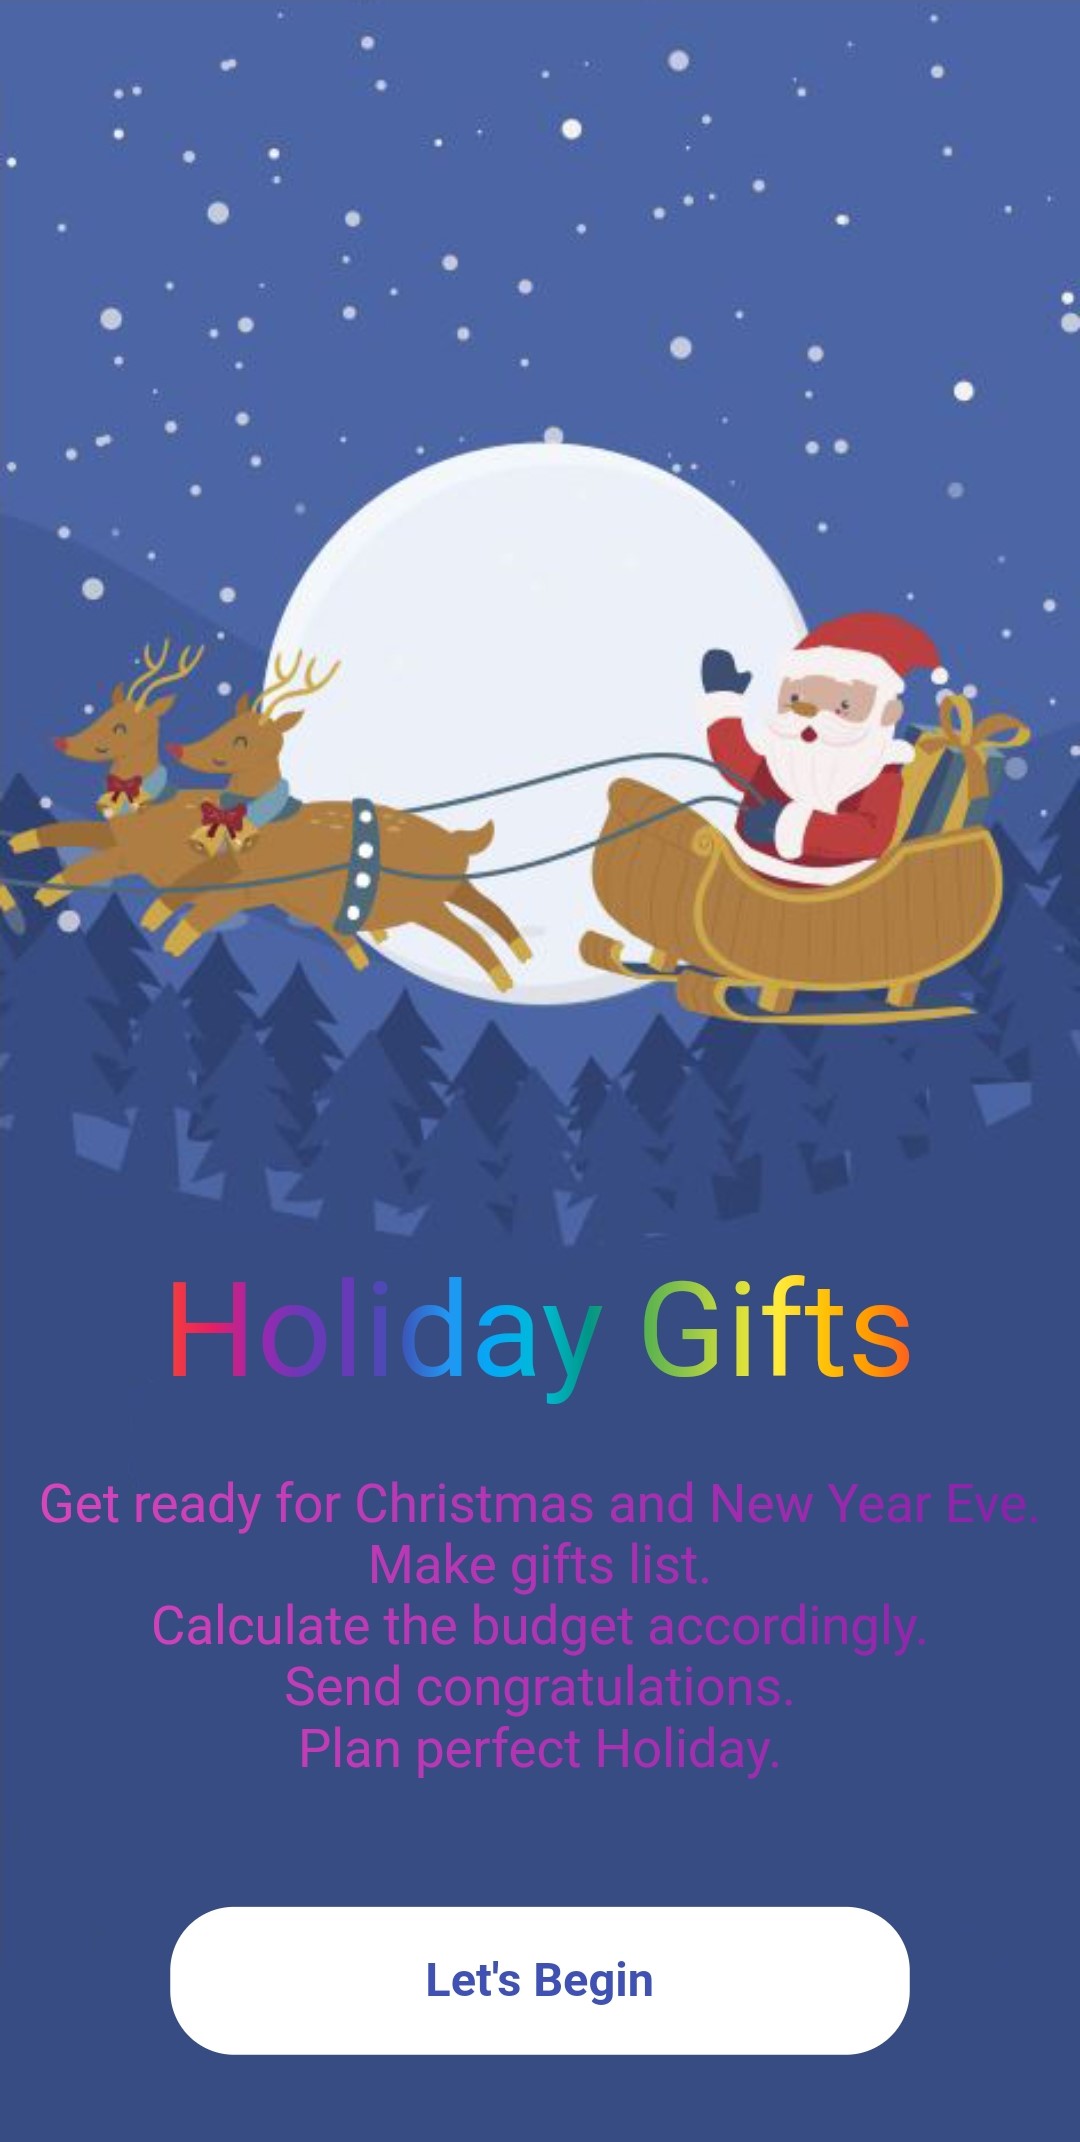 Holiday Gifts
Get ready for Christmas and New Year Eve.
Make gifts list.
Calculate the budget accordingly.
Send congratulations.
Plan perfect Holiday.
Let's Begin